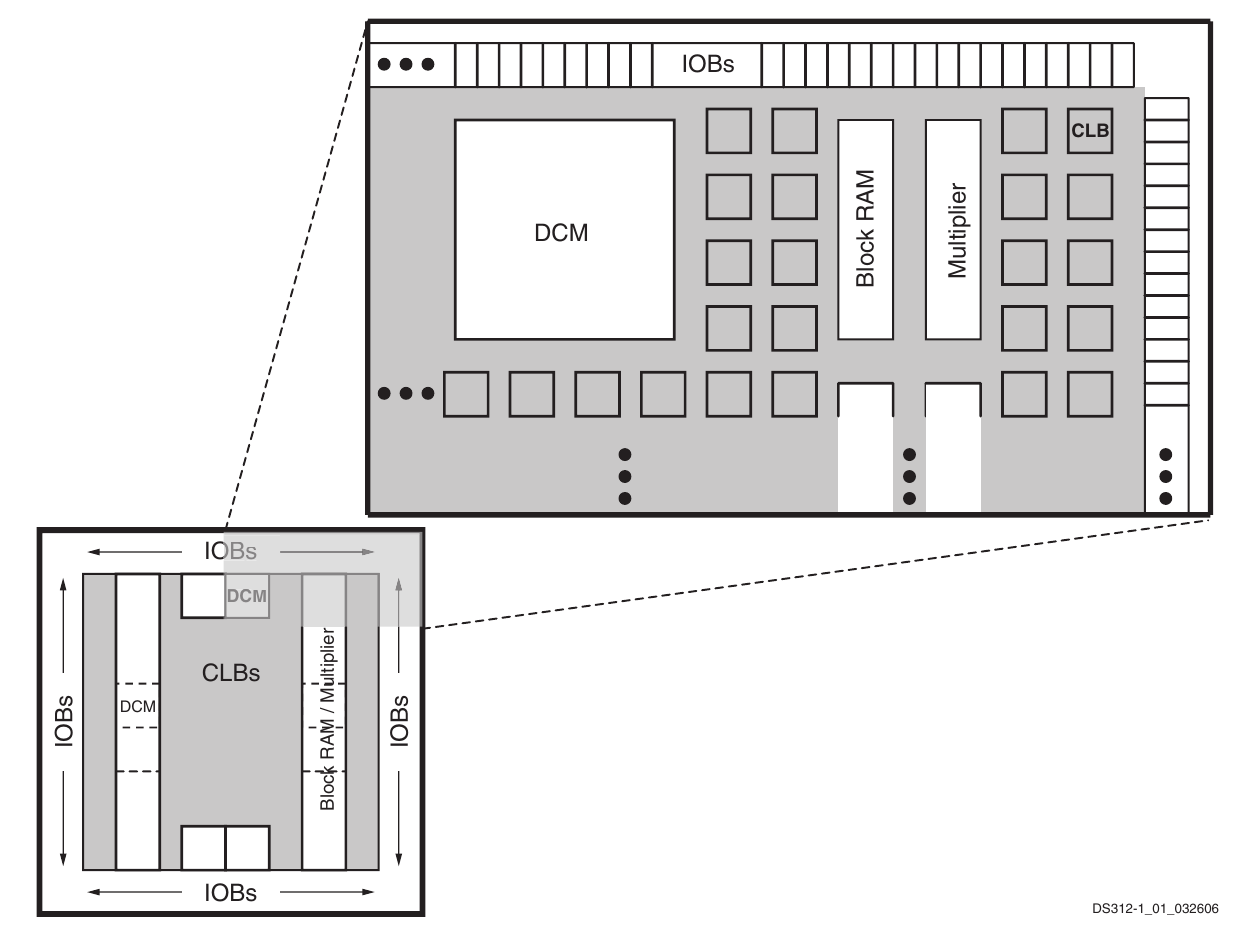 IOBs
CLB
DCM
Block RAM
Multiplier
IOBs
DCM
CLBs
DCM
IOBs
IOBs
Block RAM / Multiplier
IOBs
DS312-1_01_032606